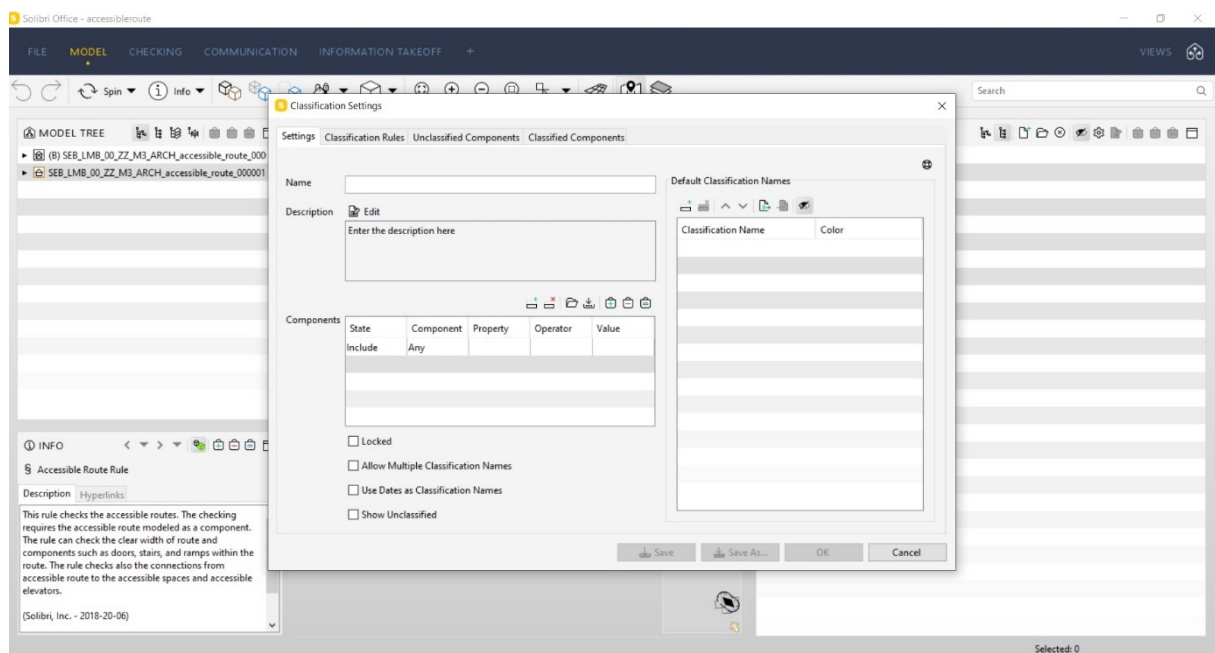 Solibri Office - accessibleroute
FILE MODEL CHECKING COMMUNICATION INFORMATION TAKEOFF + VIEWS
Spin Info Search
Classification Settings
MODEL TREE
(B) SEB_LMB_00_ZZ_M3_ARCH_accessible_route_000
SEB_LMB_00_ZZ_M3_ARCH_accessible_route_000001
Settings Classification Rules Unclassified Components Classified Components
Name
Description Edit
Enter the description here
Components
State Component Property Operator Value
Include Any
Locked
Allow Multiple Classification Names
Use Dates as Classification Names
Show Unclassified
Default Classification Names
Classification Name Color
Save Save As... OK Cancel
INFO
§ Accessible Route Rule
Description Hyperlinks
This rule checks the accessible routes. The checking
requires the accessible route modeled as a component.
The rule can check the clear width of route and
components such as doors, stairs, and ramps within the
route. The rule checks also the connections from
accessible route to the accessible spaces and accessible
elevators.
(Solibri, Inc. - 2018-20-06)
Selected: 0